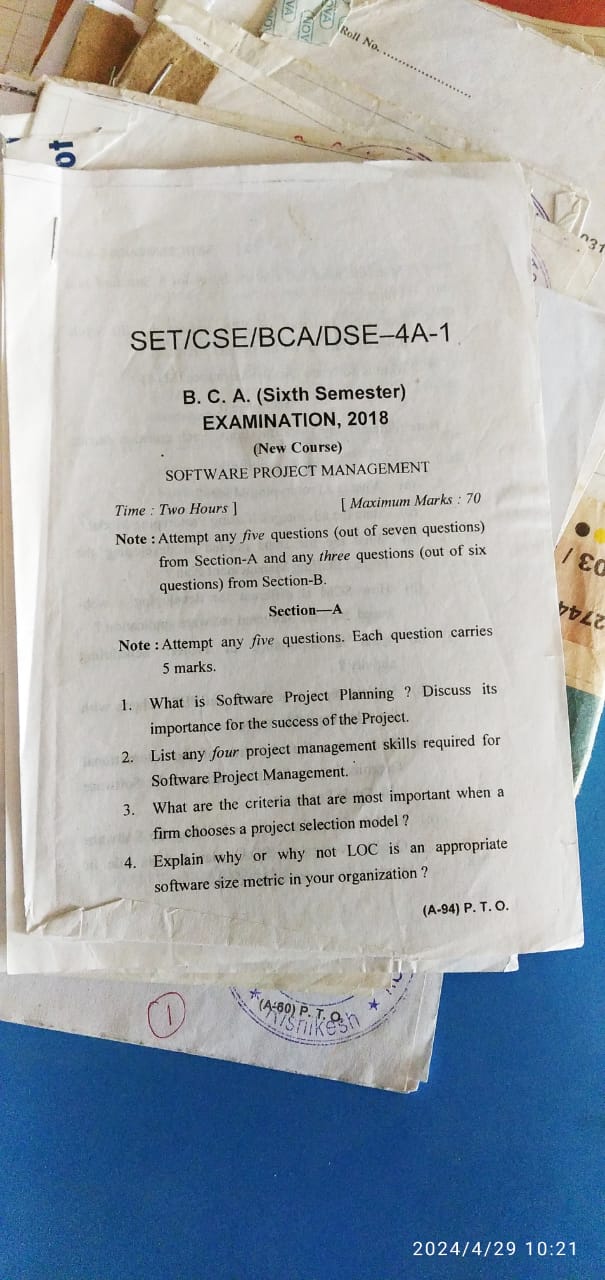 Roll No. ........................
ot
031
SET/CSE/BCA/DSE–4A-1
B. C. A. (Sixth Semester)
EXAMINATION, 2018
(New Course)
SOFTWARE PROJECT MANAGEMENT
Time : Two Hours ] [ Maximum Marks : 70
Note : Attempt any five questions (out of seven questions)
from Section-A and any three questions (out of six
questions) from Section-B.
Section—A
Note : Attempt any five questions. Each question carries
5 marks.
1. What is Software Project Planning ? Discuss its
importance for the success of the Project.
2. List any four project management skills required for
Software Project Management.
3. What are the criteria that are most important when a
firm chooses a project selection model ?
4. Explain why or why not LOC is an appropriate
software size metric in your organization ?
(A-94) P. T. O.
03 /
2744
(A-60) P. T. O.
1
2024/4/29 10:21